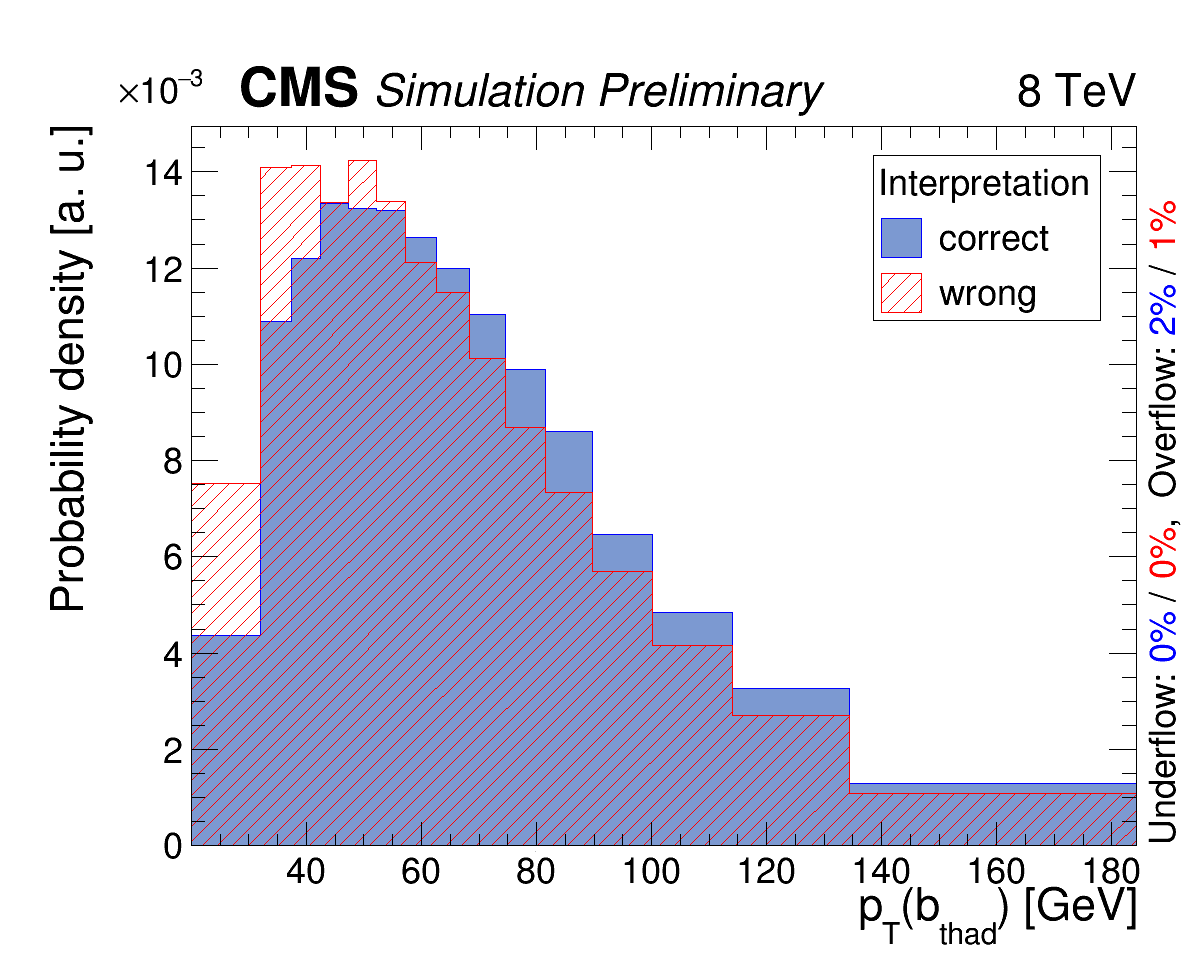 ×10⁻³ CMS Simulation Preliminary 8 TeV
Probability density [a. u.]
14
12
10
8
6
4
2
0
Interpretation
correct
wrong
Underflow: 0% / 0%, Overflow: 2% / 1%
40 60 80 100 120 140 160 180
p_T(b_thad) [GeV]